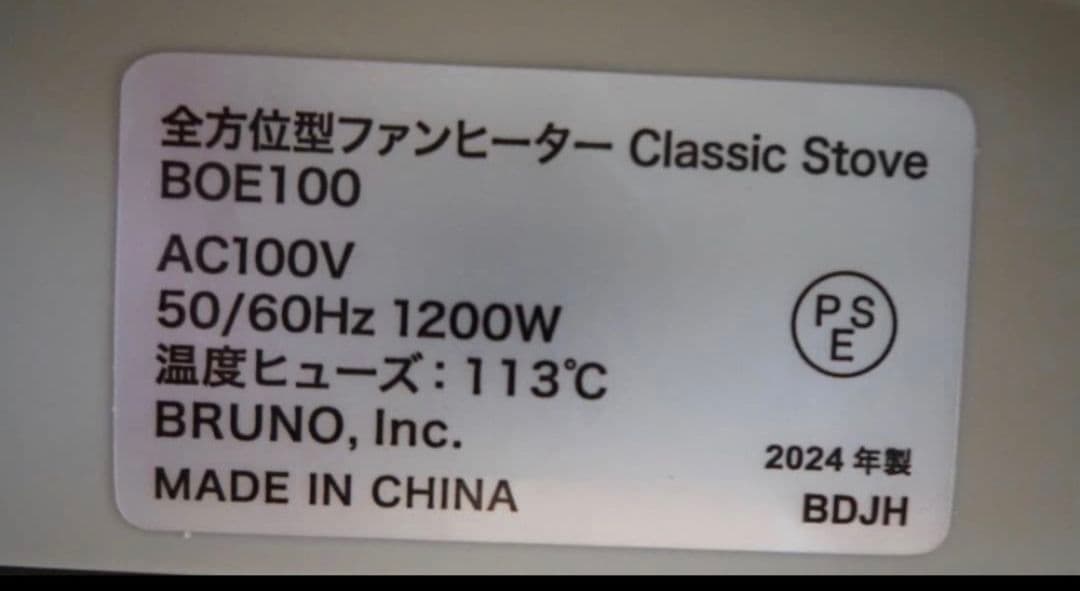 全方位型ファンヒーター Classic Stove
BOE100
AC100V
50/60Hz 1200W
温度ヒューズ：113℃
BRUNO, Inc.
MADE IN CHINA
PS
E
2024 年製
BDJH